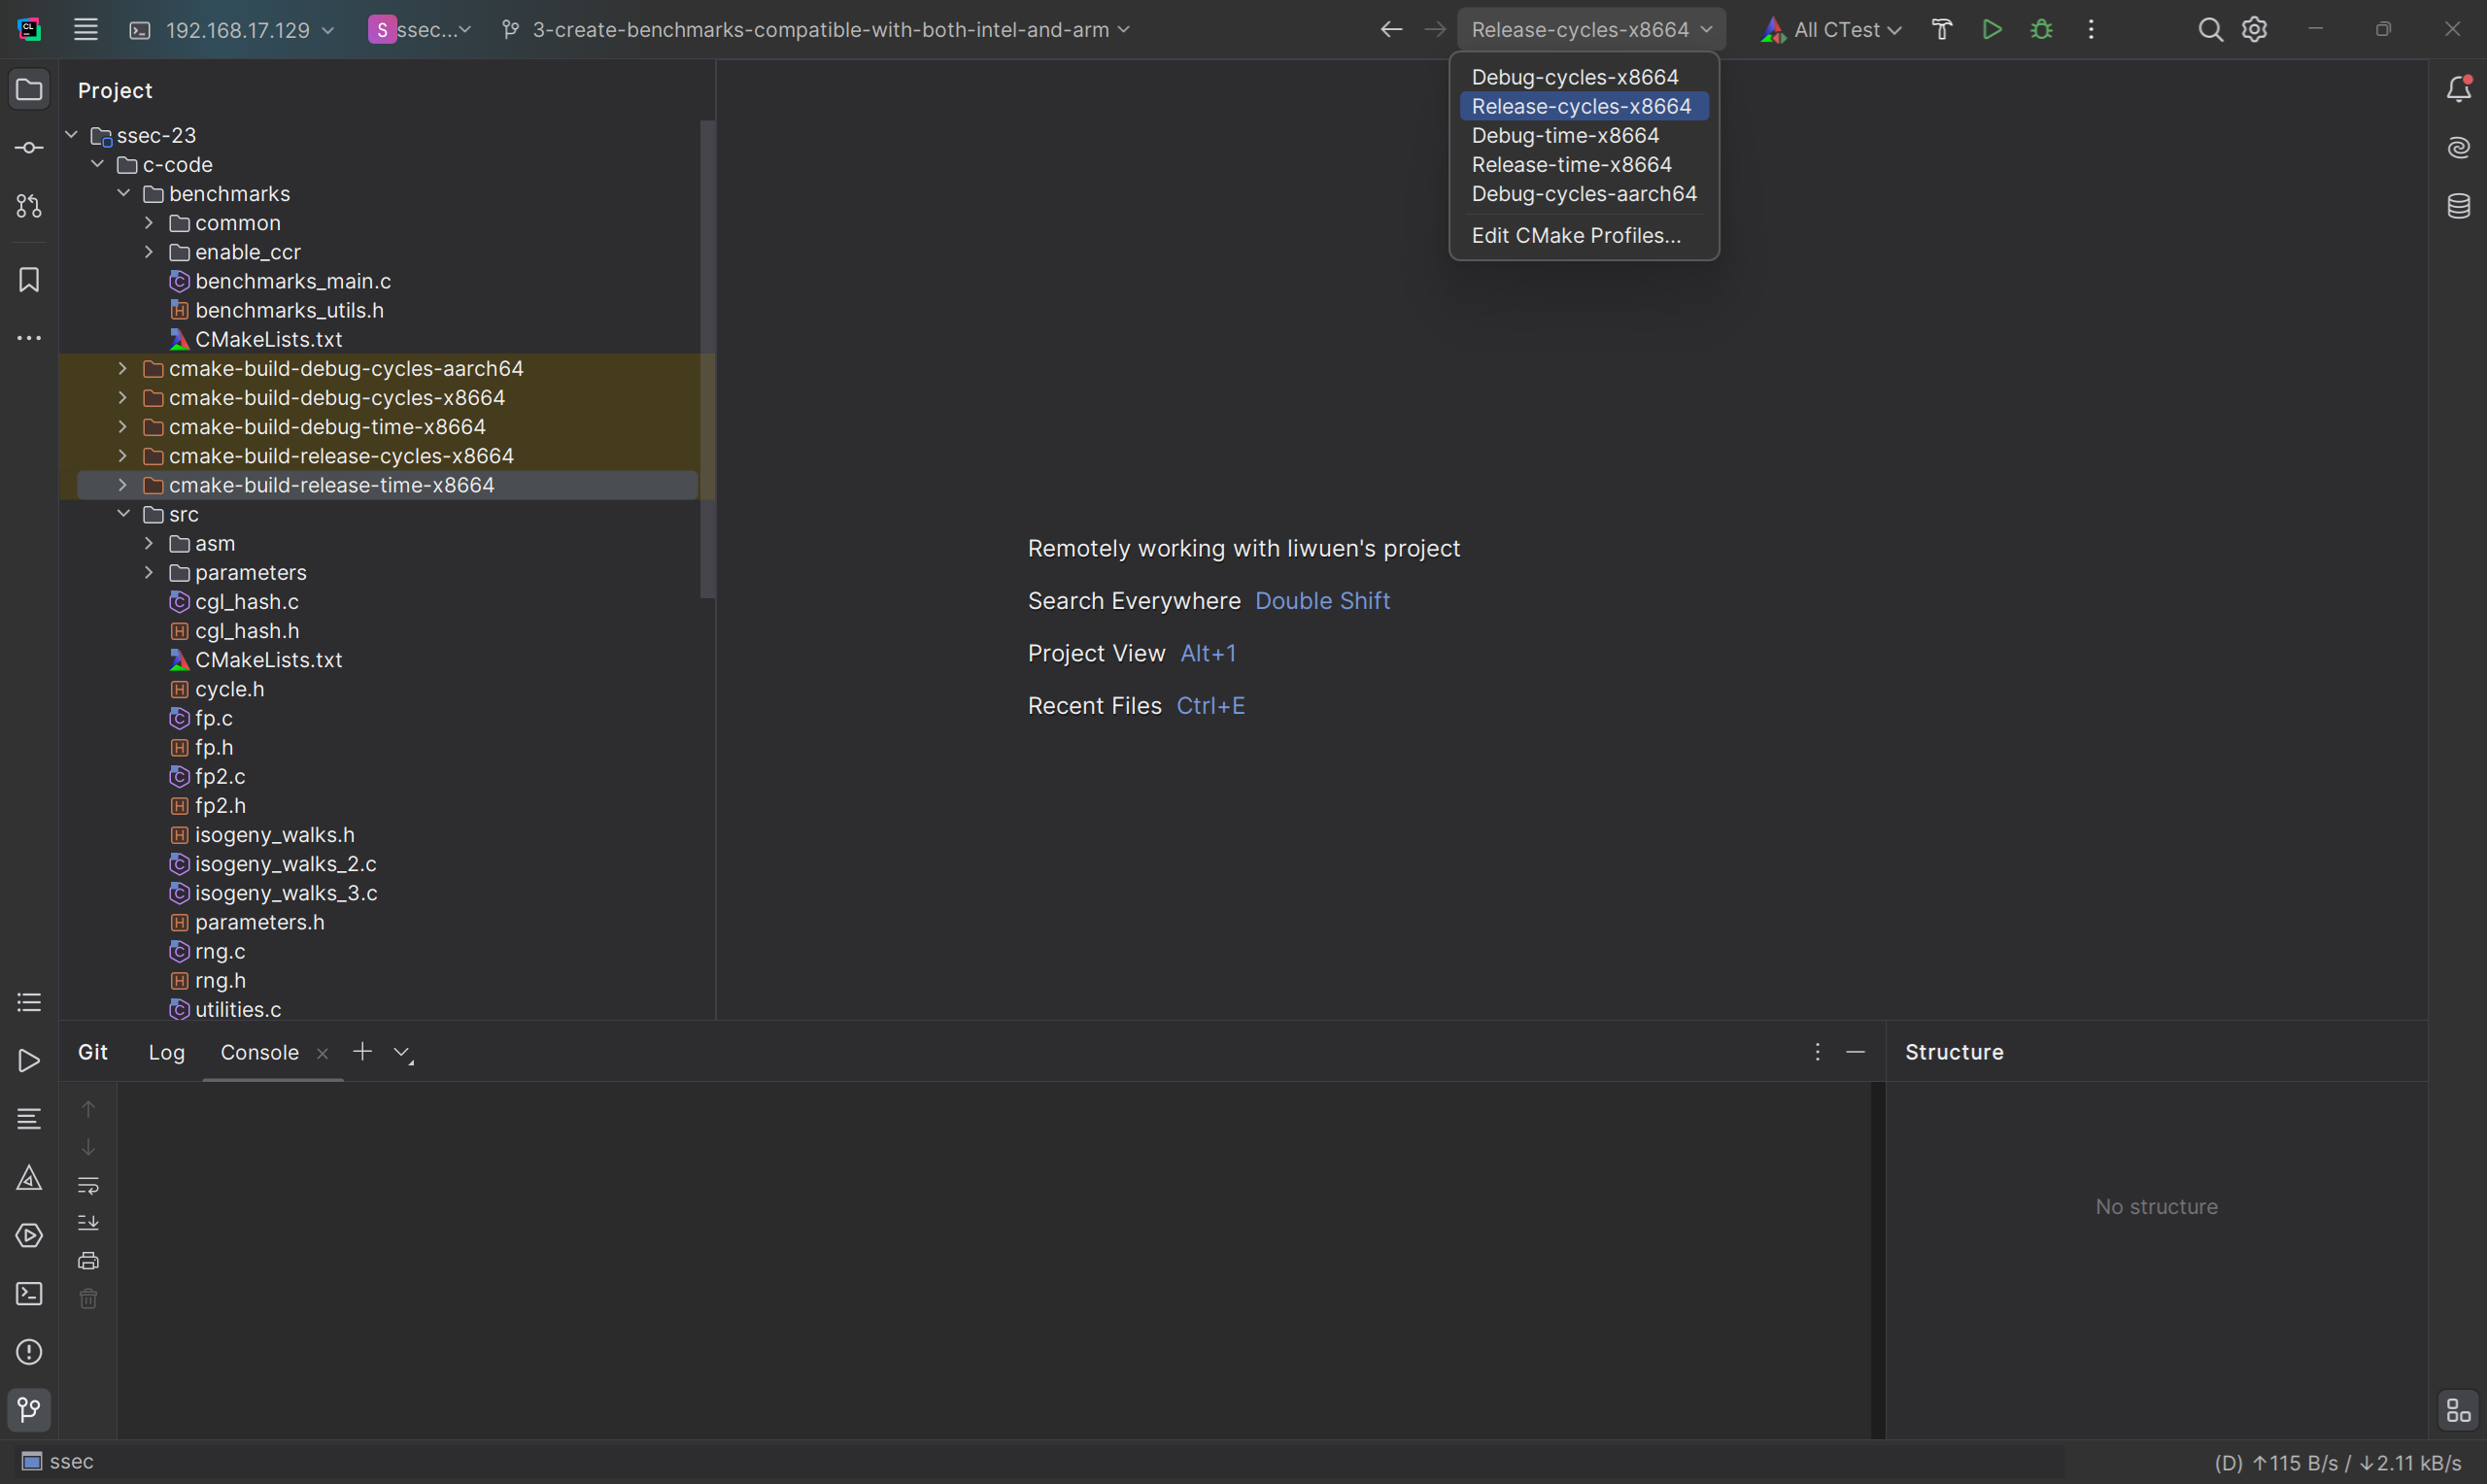 192.168.17.129
S ssec...
3-create-benchmarks-compatible-with-both-intel-and-arm
Release-cycles-x8664
All CTest
Debug-cycles-x8664
Release-cycles-x8664
Debug-time-x8664
Release-time-x8664
Debug-cycles-aarch64
Edit CMake Profiles...
Project
ssec-23
c-code
benchmarks
common
enable_ccr
benchmarks_main.c
benchmarks_utils.h
CMakeLists.txt
cmake-build-debug-cycles-aarch64
cmake-build-debug-cycles-x8664
cmake-build-debug-time-x8664
cmake-build-release-cycles-x8664
cmake-build-release-time-x8664
src
asm
parameters
cgl_hash.c
cgl_hash.h
CMakeLists.txt
cycle.h
fp.c
fp.h
fp2.c
fp2.h
isogeny_walks.h
isogeny_walks_2.c
isogeny_walks_3.c
parameters.h
rng.c
rng.h
utilities.c
Remotely working with liwuen's project
Search Everywhere Double Shift
Project View Alt+1
Recent Files Ctrl+E
Git
Log
Console
Structure
No structure
ssec
(D) ↑115 B/s / ↓2.11 kB/s